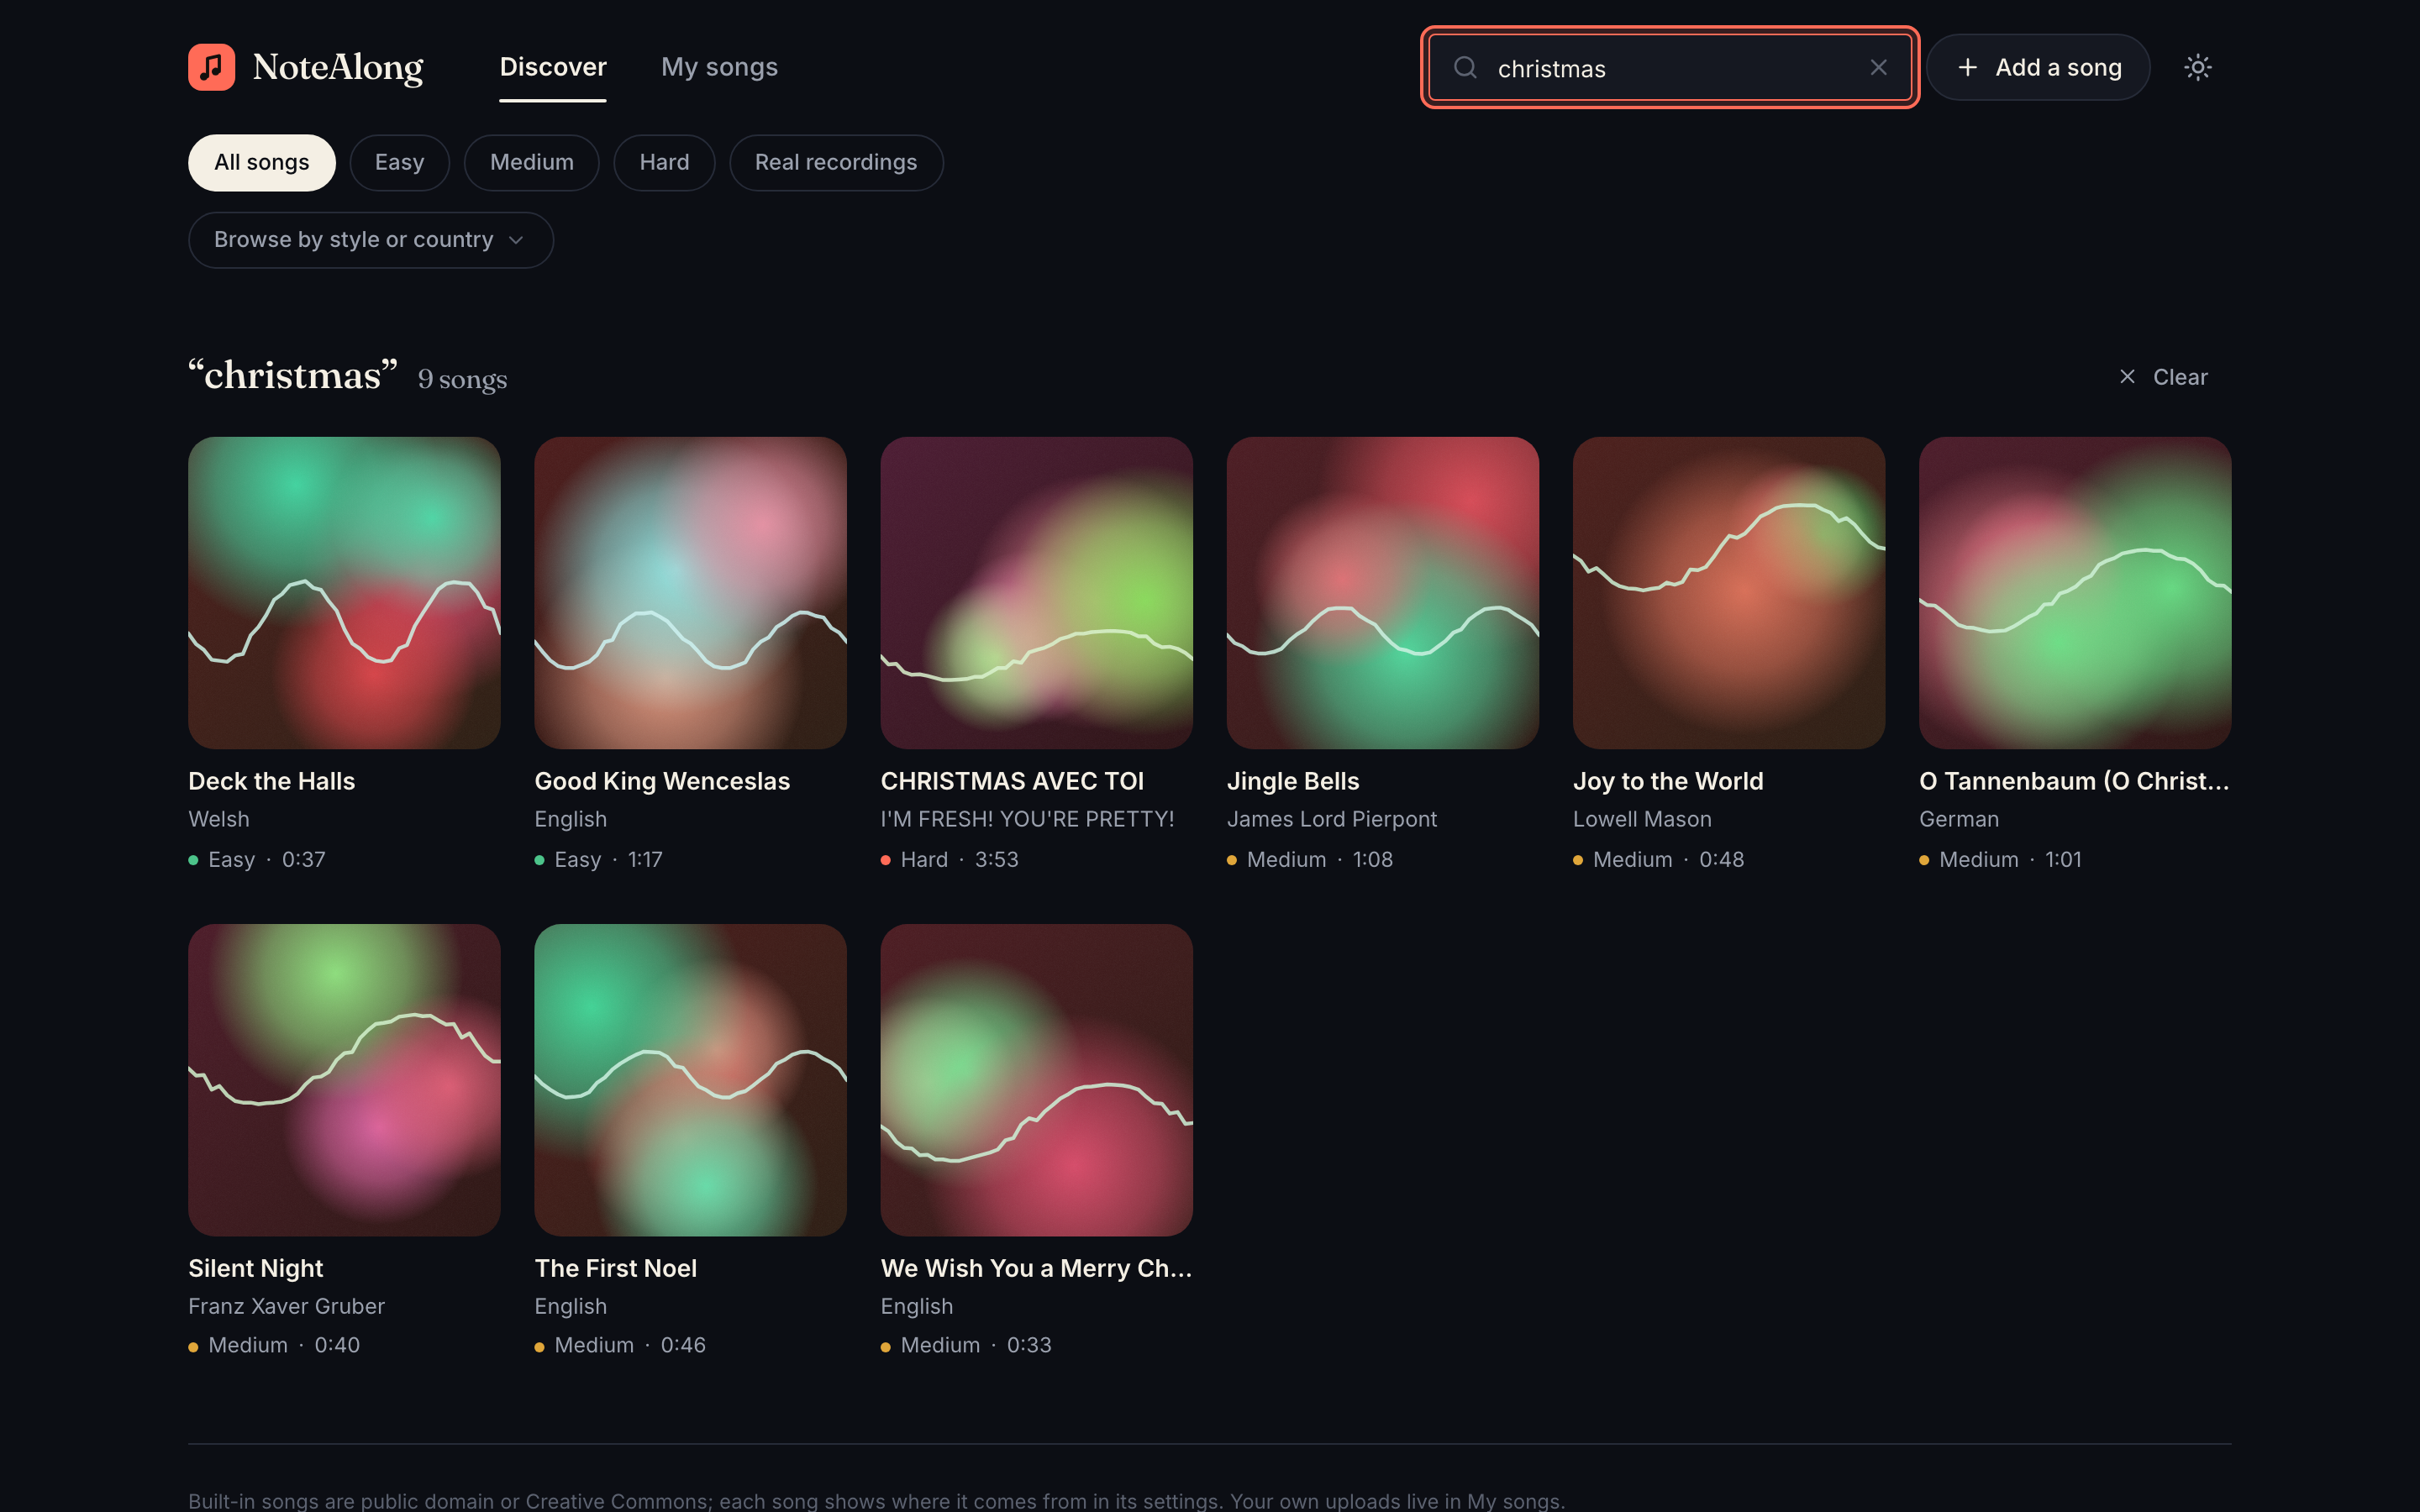 NoteAlong Discover My songs christmas Add a song
All songs Easy Medium Hard Real recordings
Browse by style or country
“christmas” 9 songs Clear
Deck the Halls
Welsh
Easy · 0:37
Good King Wenceslas
English
Easy · 1:17
CHRISTMAS AVEC TOI
I'M FRESH! YOU'RE PRETTY!
Hard · 3:53
Jingle Bells
James Lord Pierpont
Medium · 1:08
Joy to the World
Lowell Mason
Medium · 0:48
O Tannenbaum (O Christ...
German
Medium · 1:01
Silent Night
Franz Xaver Gruber
Medium · 0:40
The First Noel
English
Medium · 0:46
We Wish You a Merry Ch...
English
Medium · 0:33
Built-in songs are public domain or Creative Commons; each song shows where it comes from in its settings. Your own uploads live in My songs.